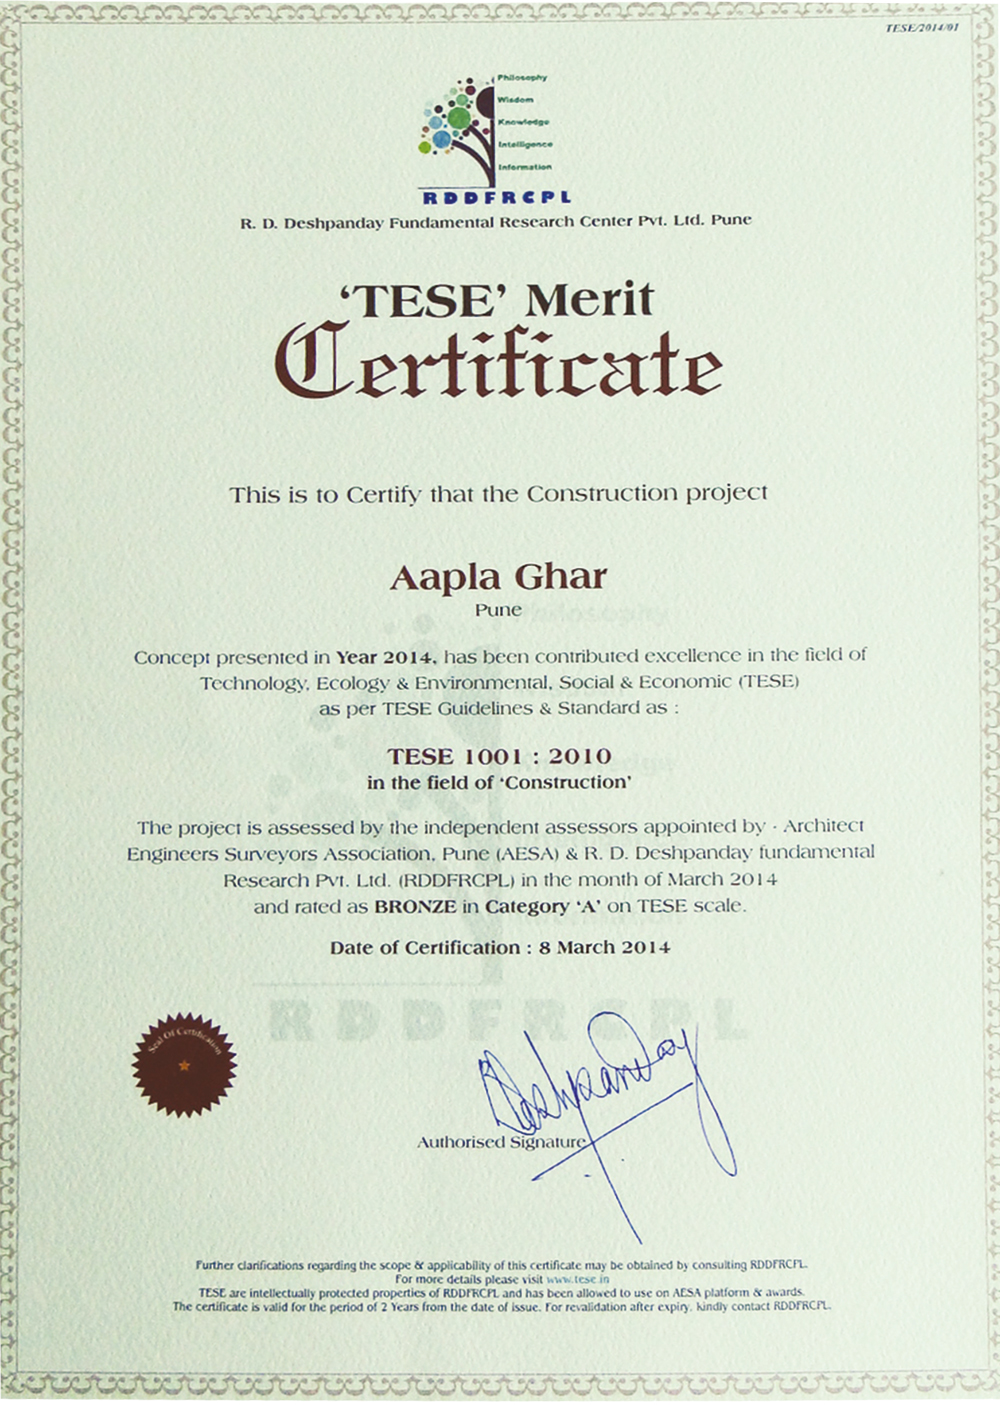 TESE/2014/01
Philosophy
Wisdom
Knowledge
Intelligence
Information
RDDFRCPL
R. D. Deshpanday Fundamental Research Center Pvt. Ltd. Pune
‘TESE’ Merit
Certificate
This is to Certify that the Construction project
Aapla Ghar
Pune
Concept presented in Year 2014, has been contributed excellence in the field of
Technology, Ecology & Environmental, Social & Economic (TESE)
as per TESE Guidelines & Standard as :
TESE 1001 : 2010
in the field of ‘Construction’
The project is assessed by the independent assessors appointed by - Architect
Engineers Surveyors Association, Pune (AESA) & R. D. Deshpanday fundamental
Research Pvt. Ltd. (RDDFRCPL) in the month of March 2014
and rated as BRONZE in Category ‘A’ on TESE scale.
Date of Certification : 8 March 2014
RDDFRCPL
Seal Of Certification
Deshpanday
Authorised Signature
Further clarifications regarding the scope & applicability of this certificate may be obtained by consulting RDDFRCPL.
For more details please visit www.tese.in
TESE are intellectually protected properties of RDDFRCPL and has been allowed to use on AESA platform & awards.
The certificate is valid for the period of 2 Years from the date of issue. For revalidation after expiry, kindly contact RDDFRCPL.